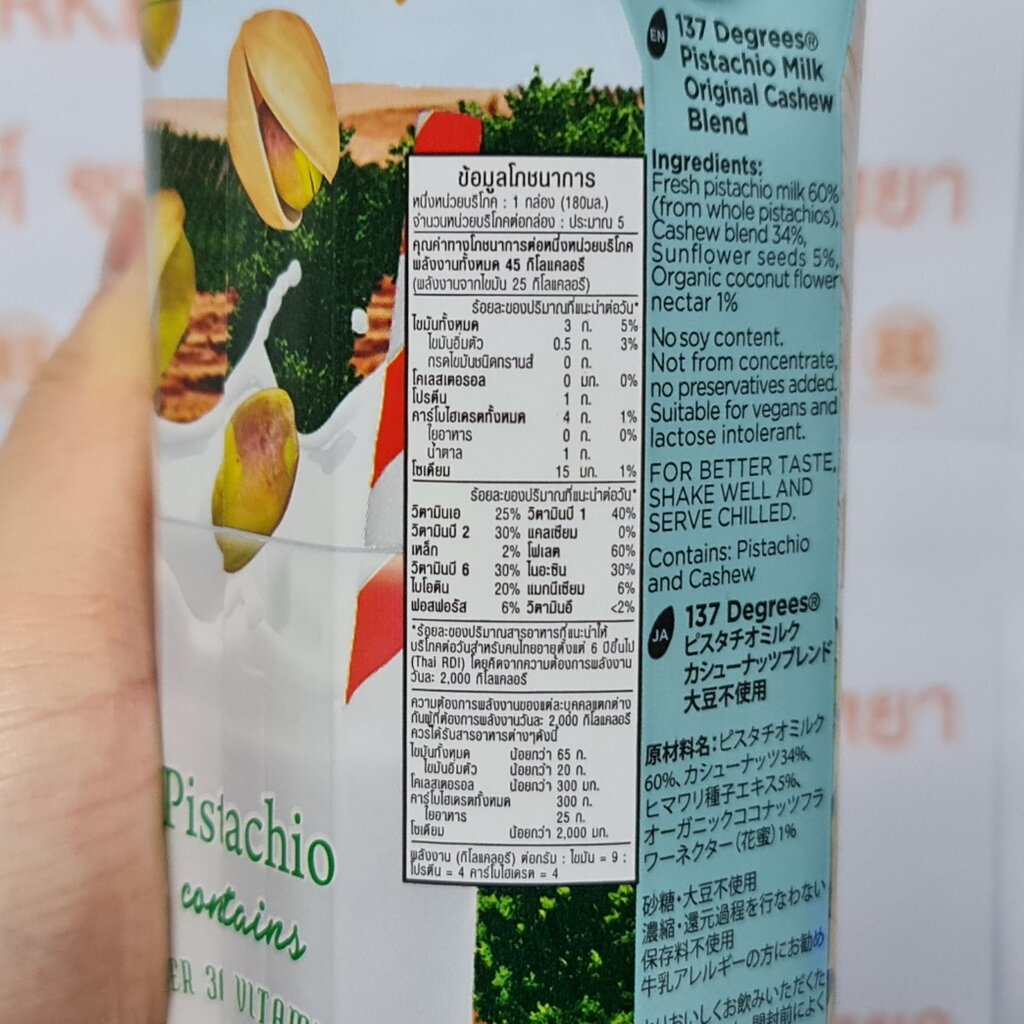 ข้อมูลโภชนาการ
หนึ่งหน่วยบริโภค : 1 กล่อง (180มล.)
จำนวนหน่วยบริโภคต่อกล่อง : ประมาณ 5
คุณค่าทางโภชนาการต่อหนึ่งหน่วยบริโภค
พลังงานทั้งหมด 45 กิโลแคลอรี
(พลังงานจากไขมัน 25 กิโลแคลอรี)
ร้อยละของปริมาณที่แนะนำต่อวัน*
ไขมันทั้งหมด 3 ก. 5%
ไขมันอิ่มตัว 0.5 ก. 3%
กรดไขมันชนิดทรานส์ 0 ก.
โคเลสเตอรอล 0 มก. 0%
โปรตีน 1 ก.
คาร์โบไฮเดรตทั้งหมด 4 ก. 1%
ใยอาหาร 0 ก. 0%
น้ำตาล 1 ก.
โซเดียม 15 มก. 1%
ร้อยละของปริมาณที่แนะนำต่อวัน*
วิตามินเอ 25% วิตามินบี 1 40%
วิตามินบี 2 30% แคลเซียม 0%
เหล็ก 2% โฟเลต 60%
วิตามินบี 6 30% ไนอะซิน 30%
ไบโอติน 20% แมกนีเซียม 6%
ฟอสฟอรัส 6% วิตามินอี <2%
*ร้อยละของปริมาณสารอาหารที่แนะนำให้
บริโภคต่อวันสำหรับคนไทยอายุตั้งแต่ 6 ปีขึ้นไป
(Thai RDI) โดยคิดจากความต้องการพลังงาน
วันละ 2,000 กิโลแคลอรี
ความต้องการพลังงานของแต่ละบุคคลแตกต่าง
กันผู้ที่ต้องการพลังงานวันละ 2,000 กิโลแคลอรี
ควรได้รับสารอาหารต่างๆดังนี้
ไขมันทั้งหมด น้อยกว่า 65 ก.
ไขมันอิ่มตัว น้อยกว่า 20 ก.
โคเลสเตอรอล น้อยกว่า 300 มก.
คาร์โบไฮเดรตทั้งหมด 300 ก.
ใยอาหาร 25 ก.
โซเดียม น้อยกว่า 2,000 มก.
พลังงาน (กิโลแคลอรี) ต่อกรัม : ไขมัน = 9 :
โปรตีน = 4 คาร์โบไฮเดรต = 4
Pistachio
contains
ER 31 VITAM
EN 137 Degrees®
Pistachio Milk
Original Cashew
Blend
Ingredients:
Fresh pistachio milk 60%
(from whole pistachios),
Cashew blend 34%,
Sunflower seeds 5%,
Organic coconut flower
nectar 1%
No soy content.
Not from concentrate,
no preservatives added.
Suitable for vegans and
lactose intolerant.
FOR BETTER TASTE,
SHAKE WELL AND
SERVE CHILLED.
Contains: Pistachio
and Cashew
JA 137 Degrees®
ピスタチオミルク
カシューナッツブレンド
大豆不使用
原材料名:ピスタチオミルク
60%、カシューナッツ34%、
ヒマワリ種子エキス5%、
オーガニックココナッツフラ
ワーネクター(花蜜)1%
砂糖・大豆不使用
濃縮・還元過程を行なわない
保存料不使用
牛乳アレルギーの方にお勧め
よりおいしくお飲みいただくた
開封前によく